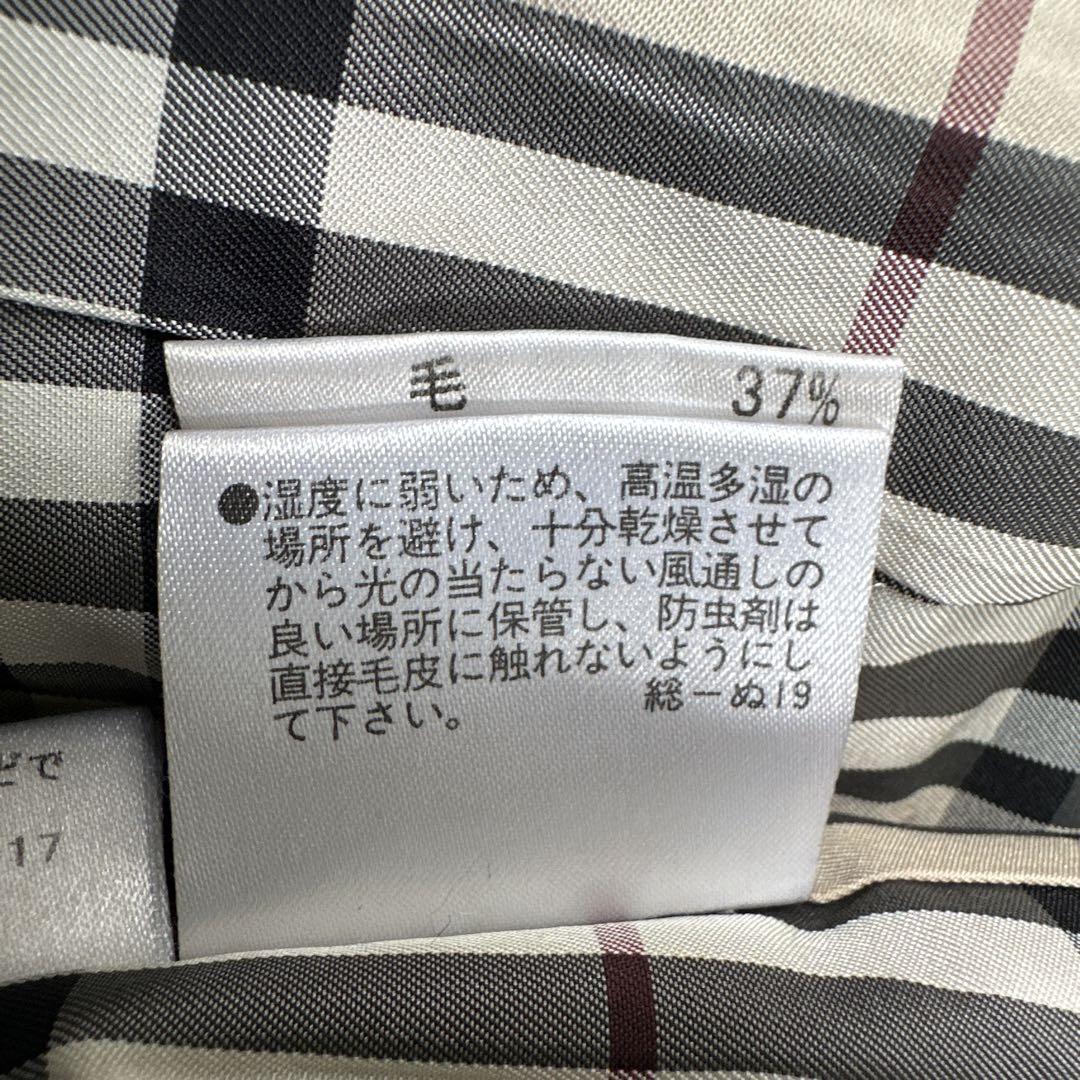 毛 37%
●湿度に弱いため、高温多湿の
場所を避け、十分乾燥させて
から光の当たらない風通しの
良い場所に保管し、防虫剤は
直接毛皮に触れないようにし
て下さい。 総－ぬ19
どで
17